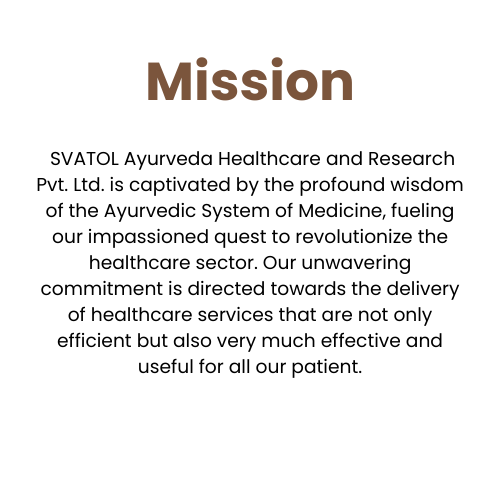 Mission
SVATOL Ayurveda Healthcare and Research
Pvt. Ltd. is captivated by the profound wisdom
of the Ayurvedic System of Medicine, fueling
our impassioned quest to revolutionize the
healthcare sector. Our unwavering
commitment is directed towards the delivery
of healthcare services that are not only
efficient but also very much effective and
useful for all our patient.